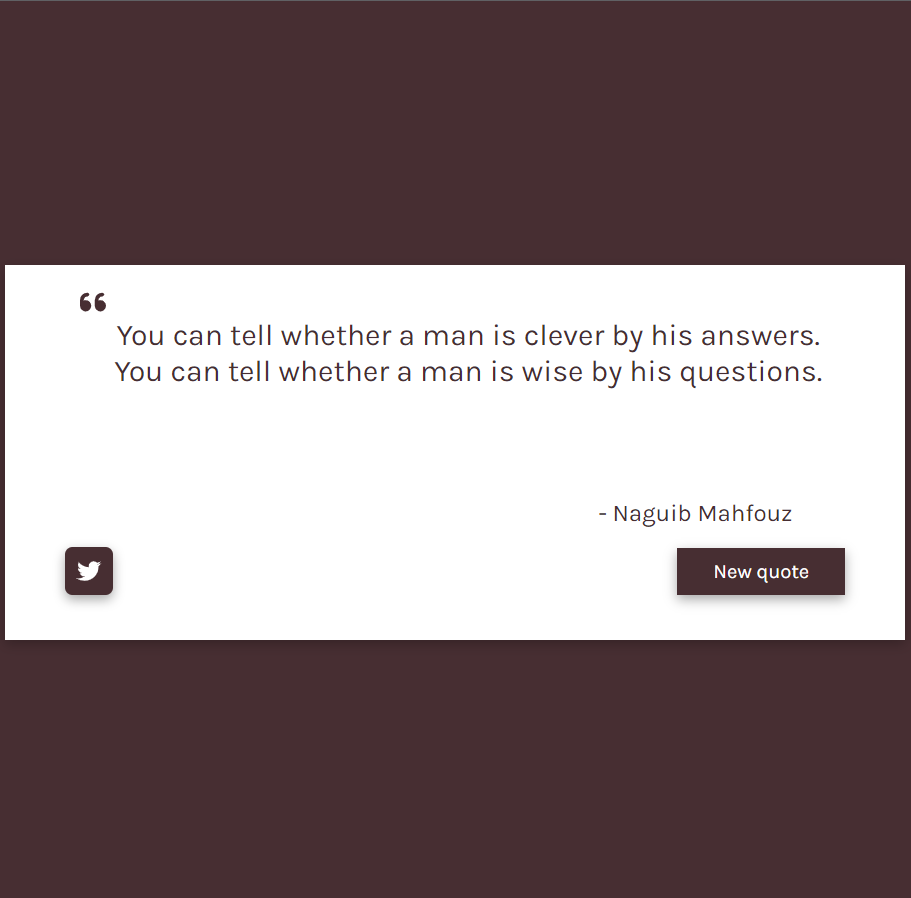 “
You can tell whether a man is clever by his answers.
You can tell whether a man is wise by his questions.
- Naguib Mahfouz
New quote